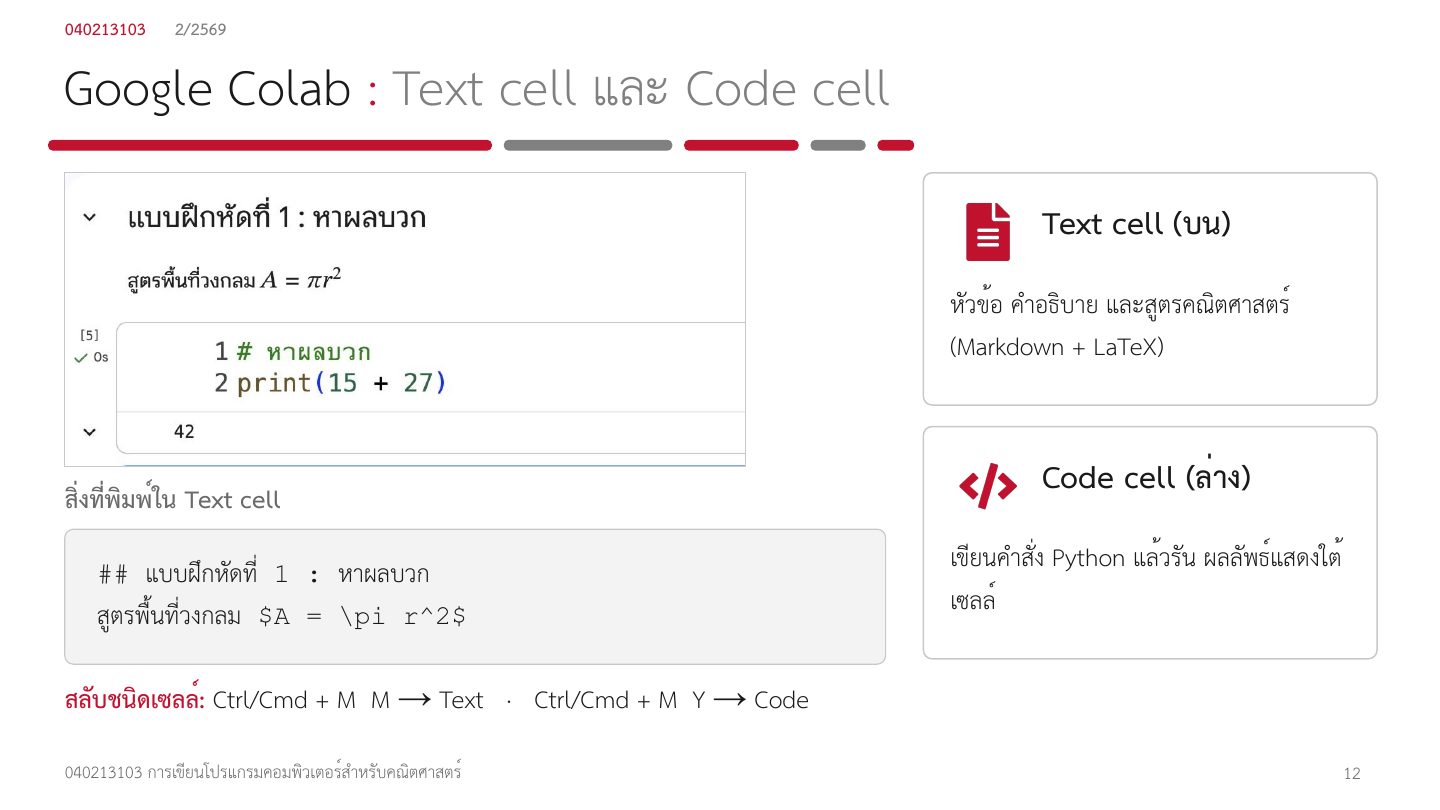 040213103 2/2569
Google Colab : Text cell และ Code cell
แบบฝึกหัดที่ 1 : หาผลบวก
สูตรพื้นที่วงกลม A = πr²
[5]
0s
1 # หาผลบวก
2 print(15 + 27)
42
สิ่งที่พิมพ์ใน Text cell
## แบบฝึกหัดที่ 1 : หาผลบวก
สูตรพื้นที่วงกลม $A = \pi r^2$
สลับชนิดเซลล์: Ctrl/Cmd + M M → Text · Ctrl/Cmd + M Y → Code
Text cell (บน)
หัวข้อ คำอธิบาย และสูตรคณิตศาสตร์
(Markdown + LaTeX)
</> Code cell (ล่าง)
เขียนคำสั่ง Python แล้วรัน ผลลัพธ์แสดงใต้
เซลล์
040213103 การเขียนโปรแกรมคอมพิวเตอร์สำหรับคณิตศาสตร์
12